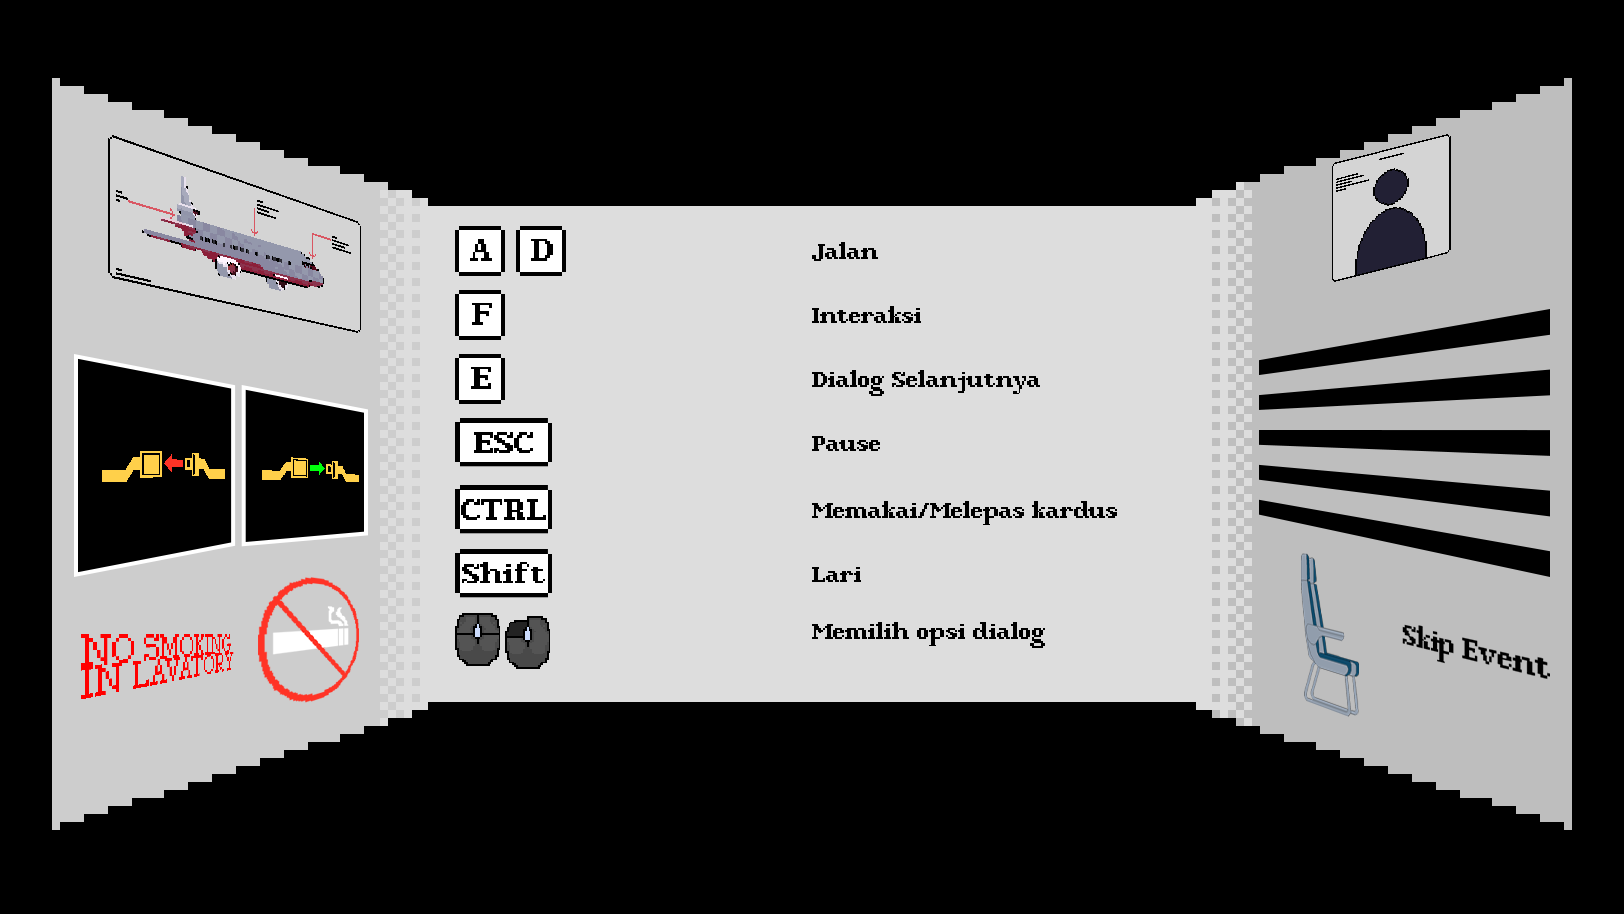 A D Jalan
F Interaksi
E Dialog Selanjutnya
ESC Pause
CTRL Memakai/Melepas kardus
Shift Lari
Memilih opsi dialog
NO SMOKING
IN LAVATORY
Skip Event